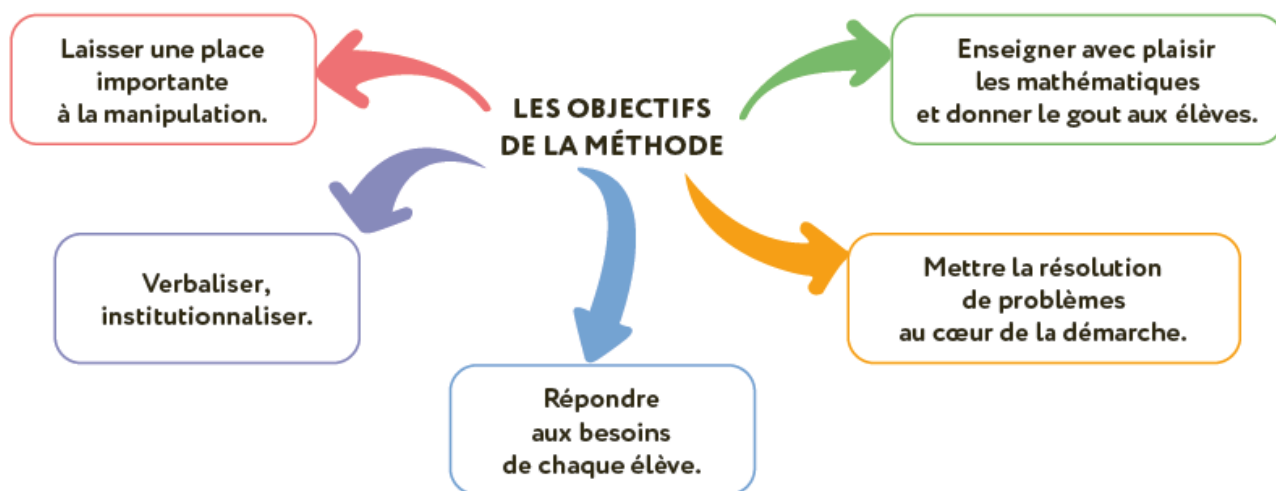 LES OBJECTIFS
DE LA MÉTHODE
Laisser une place
importante
à la manipulation.
Enseigner avec plaisir
les mathématiques
et donner le gout aux élèves.
Verbaliser,
institutionnaliser.
Mettre la résolution
de problèmes
au cœur de la démarche.
Répondre
aux besoins
de chaque élève.